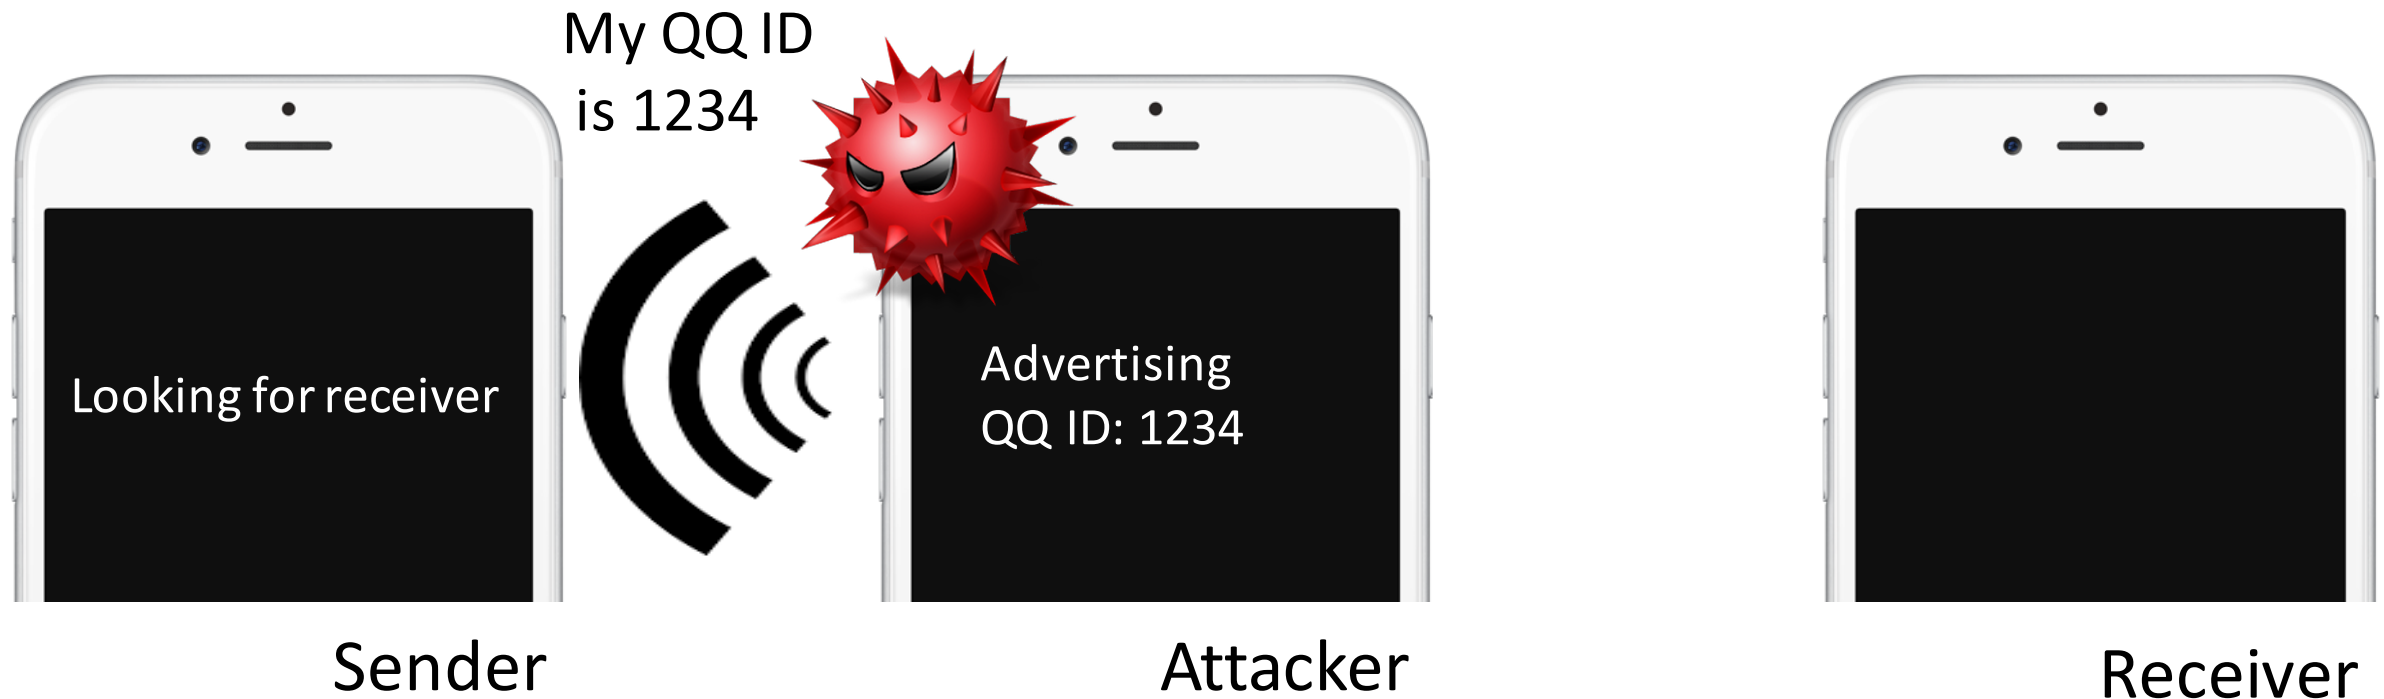 My QQ ID
is 1234
Looking for receiver
Advertising
QQ ID: 1234
Sender
Attacker
Receiver